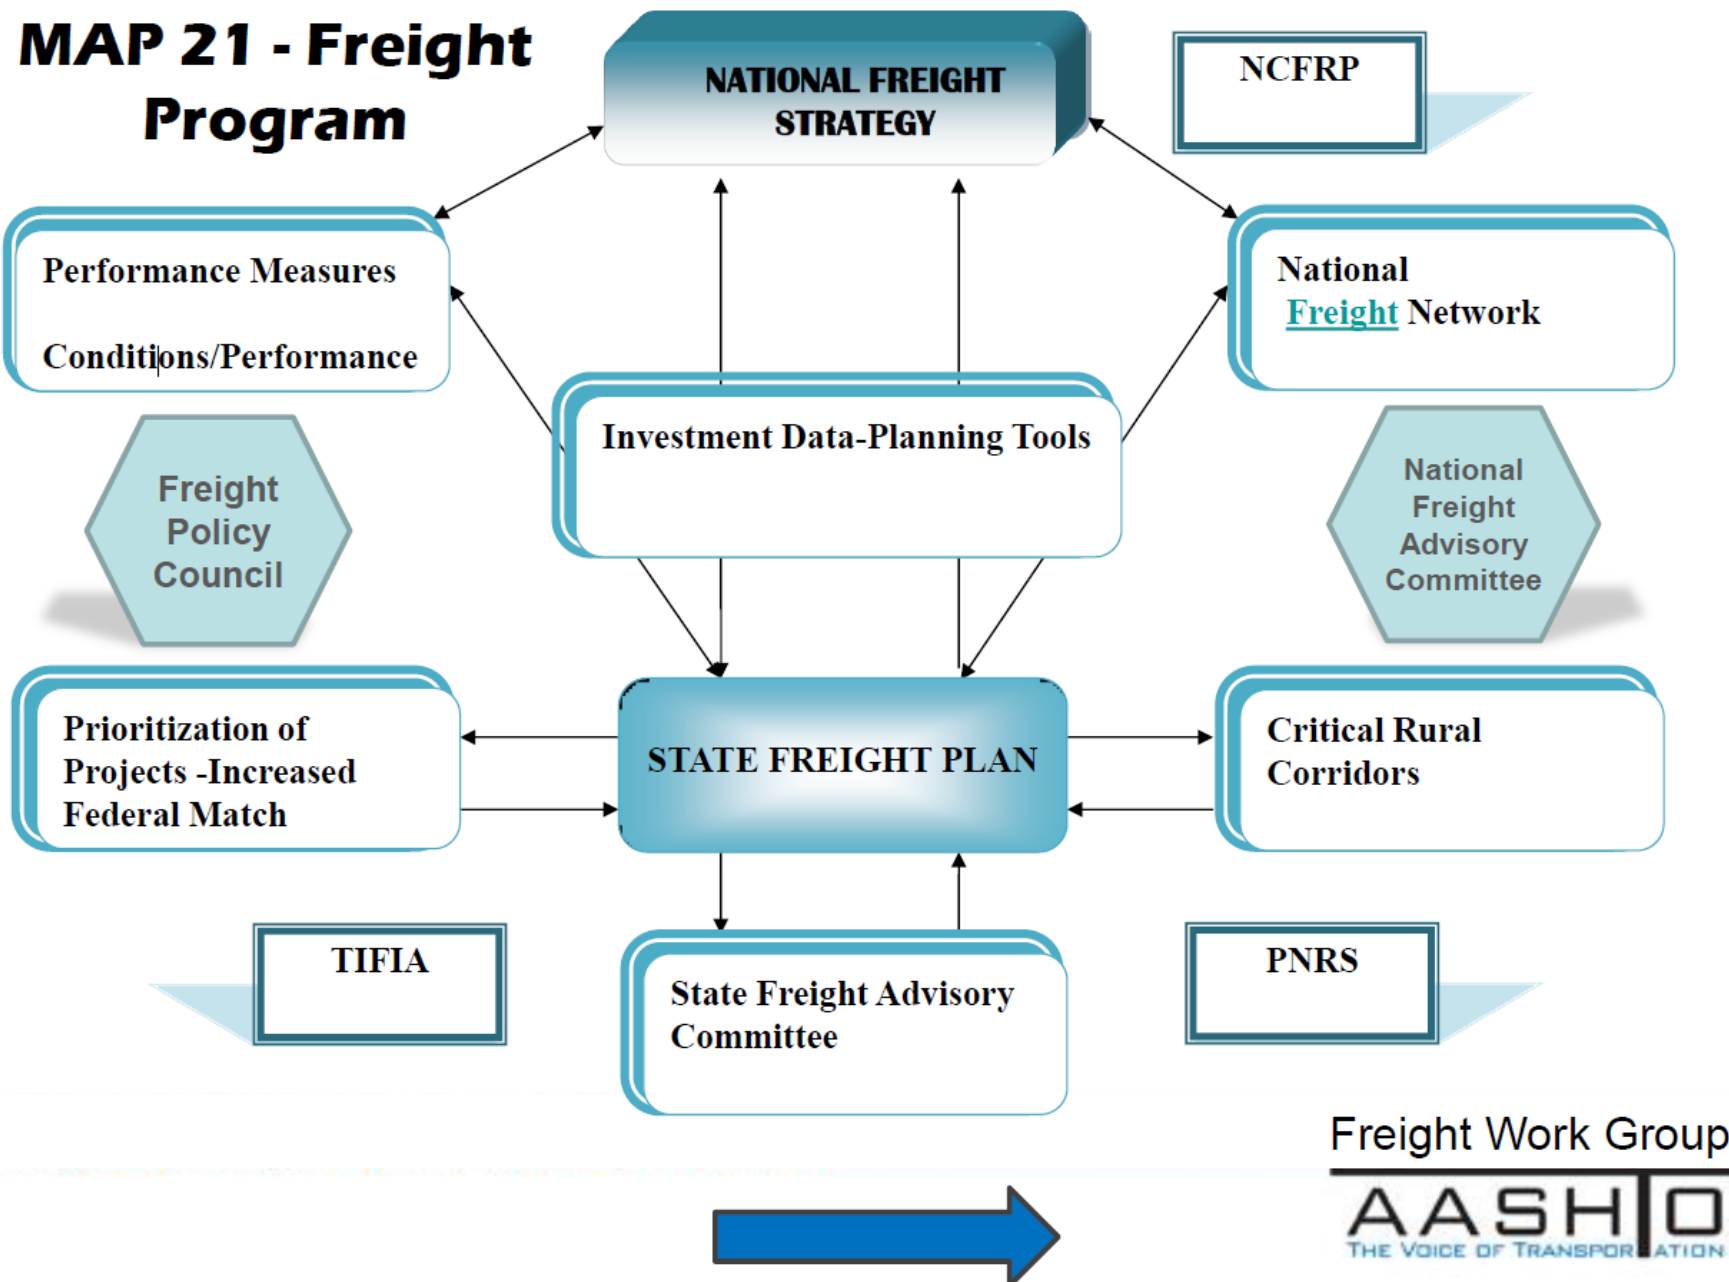 MAP 21 - Freight
Program
NATIONAL FREIGHT
STRATEGY
NCFRP
Performance Measures
Conditions/Performance
National
Freight Network
Investment Data-Planning Tools
Freight
Policy
Council
National
Freight
Advisory
Committee
Prioritization of
Projects -Increased
Federal Match
STATE FREIGHT PLAN
Critical Rural
Corridors
TIFIA
State Freight Advisory
Committee
PNRS
Freight Work Group
AASHTO
THE VOICE OF TRANSPORTATION